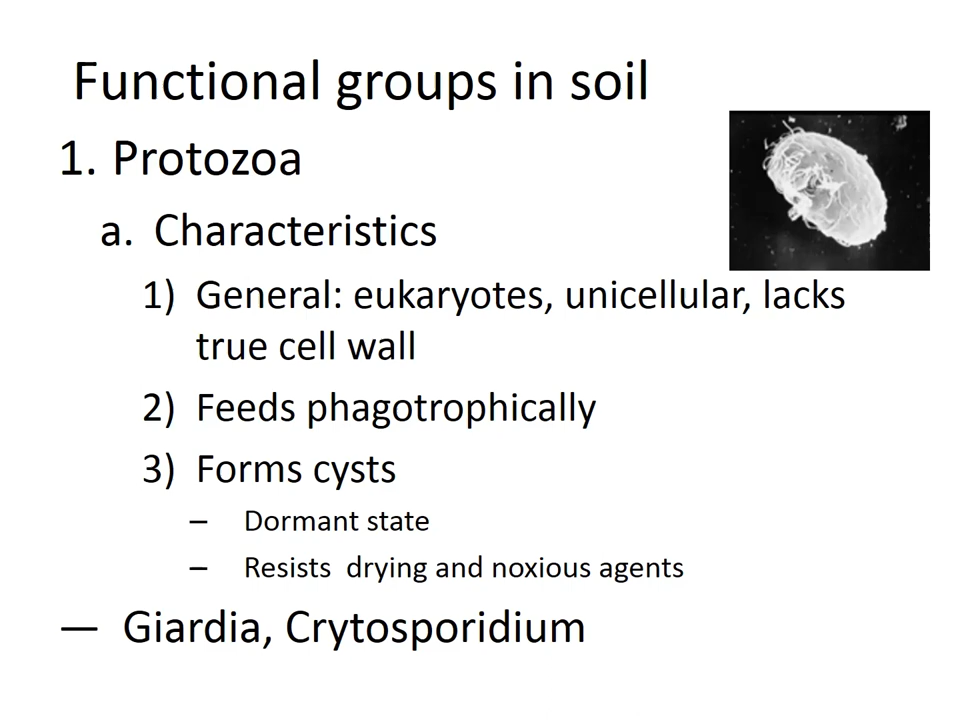 Functional groups in soil
1. Protozoa
a. Characteristics
1) General: eukaryotes, unicellular, lacks
true cell wall
2) Feeds phagotrophically
3) Forms cysts
– Dormant state
– Resists drying and noxious agents
— Giardia, Crytosporidium